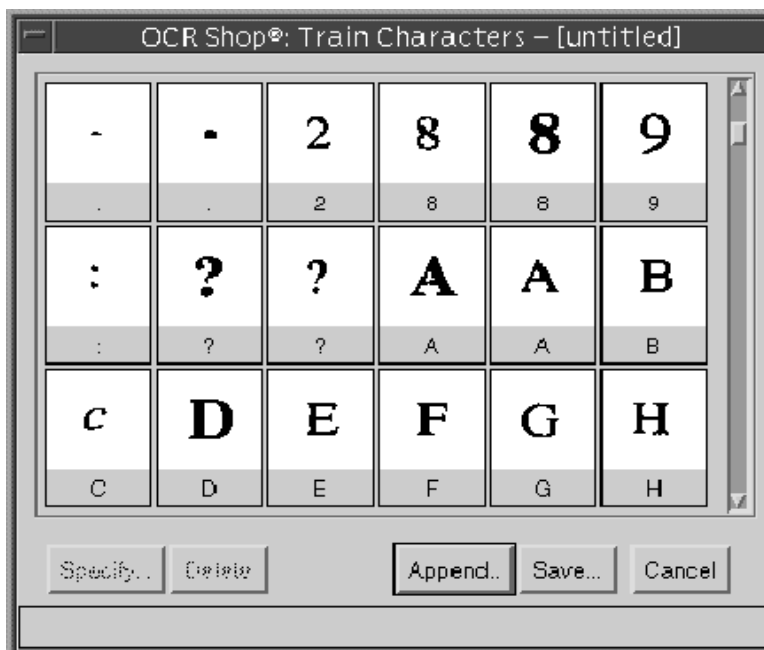 OCR Shop®: Train Characters – [untitled]
- - 2 8 8 9
. . 2 8 8 9
: ? ? A A B
: ? ? A A B
c D E F G H
C D E F G H
Specify.. Delete Append.. Save... Cancel